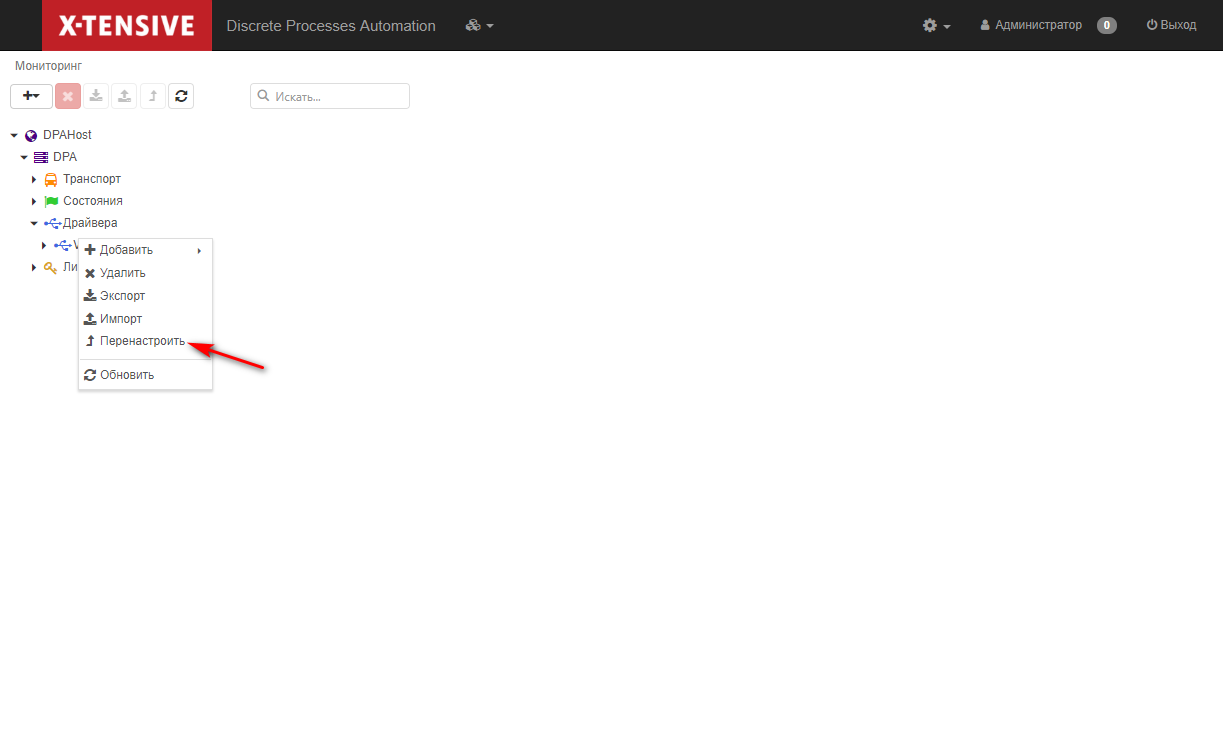 X-TENSIVE Discrete Processes Automation Администратор 0 Выход
Мониторинг
Искать...
DPAHost
DPA
Транспорт
Состояния
Драйвера
Добавить
Удалить
Экспорт
Импорт
Перенастроить
Обновить